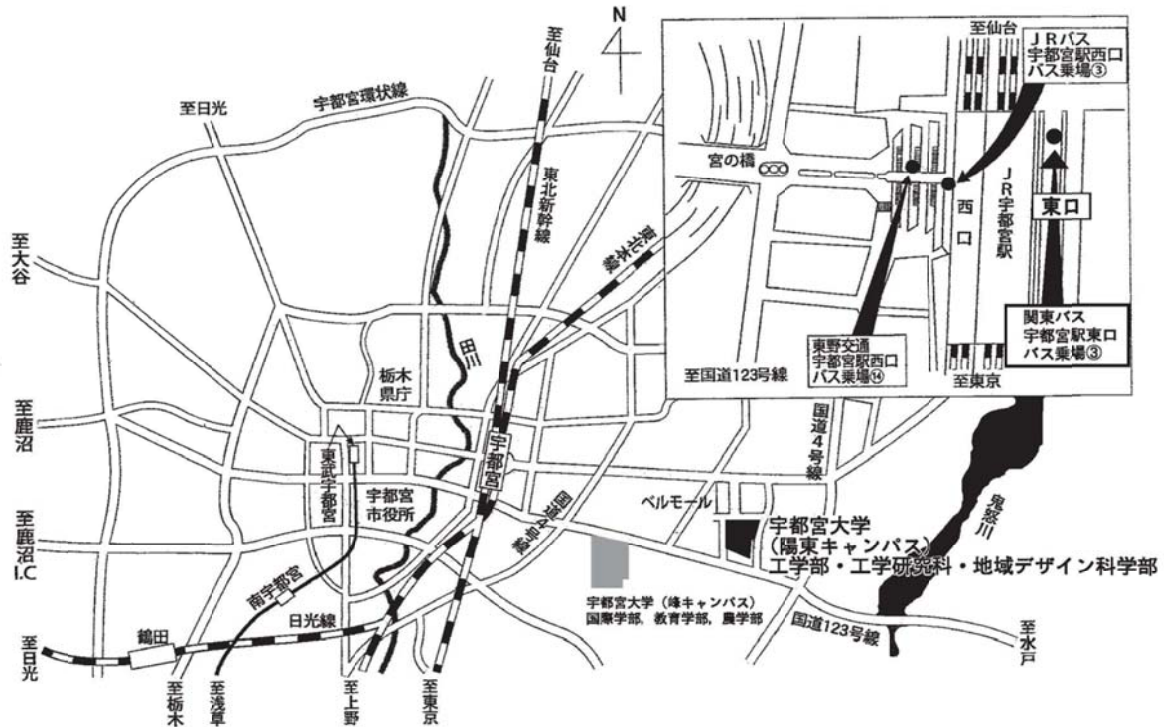 N
至仙台
至日光
宇都宮環状線
東北新幹線
東北本線
至大谷
田川
栃木
県庁
至鹿沼
東武宇都宮
宇都宮
市役所
宇都宮
国道4号線
至鹿沼
I.C
南宇都宮
日光線
鶴田
至日光
至栃木
至浅草
至上野
至東京
至仙台
JRバス
宇都宮駅西口
バス乗場③
宮の橋
西口
JR宇都宮駅
東口
関東バス
宇都宮駅東口
バス乗場③
東野交通
宇都宮駅西口
バス乗場⑭
至国道123号線
至東京
国道4号線
ベルモール
宇都宮大学
(陽東キャンパス)
工学部・工学研究科・地域デザイン科学部
鬼怒川
宇都宮大学(峰キャンパス)
国際学部, 教育学部, 農学部
国道123号線
至水戸